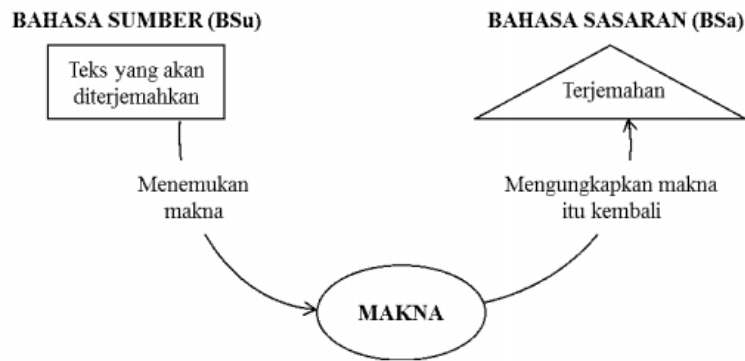 BAHASA SUMBER (BSu)
BAHASA SASARAN (BSa)
Teks yang akan
diterjemahkan
Terjemahan
Menemukan
makna
Mengungkapkan makna
itu kembali
MAKNA